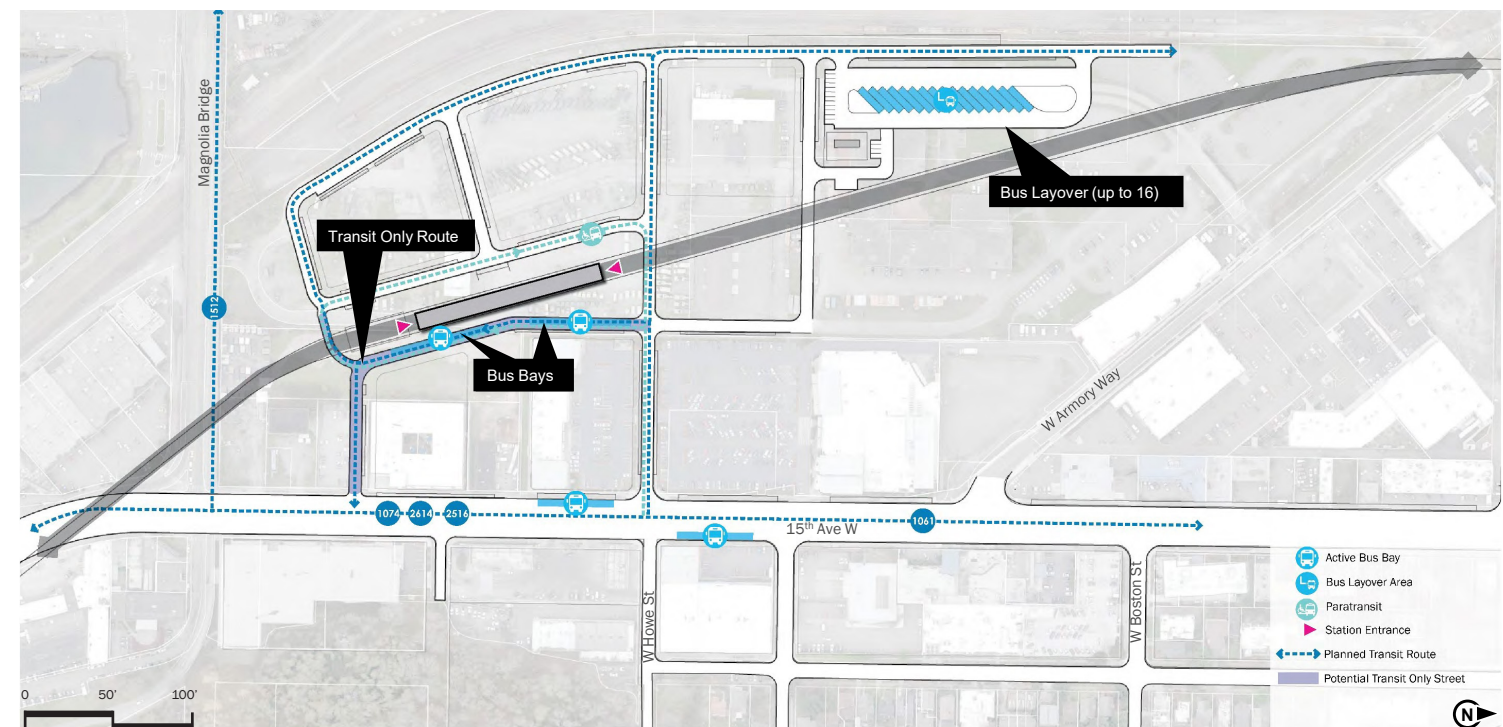 Magnolia Bridge
1512
Transit Only Route
Bus Bays
Bus Layover (up to 16)
W Armory Way
1074
2614
2516
1061
15th Ave W
W Howe St
W Boston St
Active Bus Bay
Bus Layover Area
Paratransit
Station Entrance
Planned Transit Route
Potential Transit Only Street
0 50' 100'
L
N